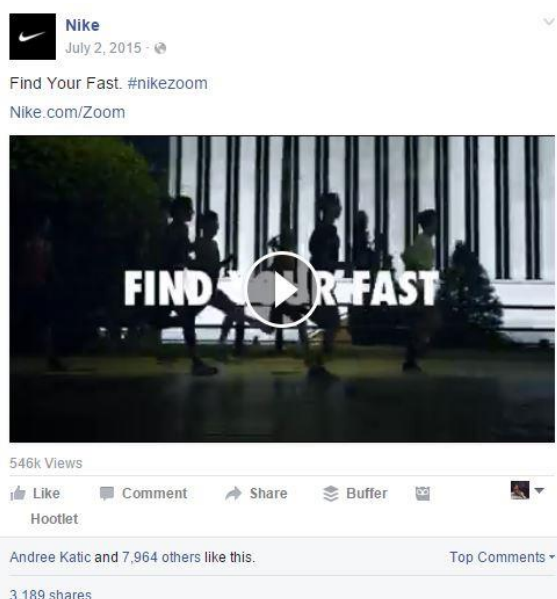 Nike
July 2, 2015 ·
Find Your Fast. #nikezoom
Nike.com/Zoom
FIND YOUR FAST
546k Views
Like Comment Share Buffer
Hootlet
Andree Katic and 7,964 others like this. Top Comments
3,189 shares